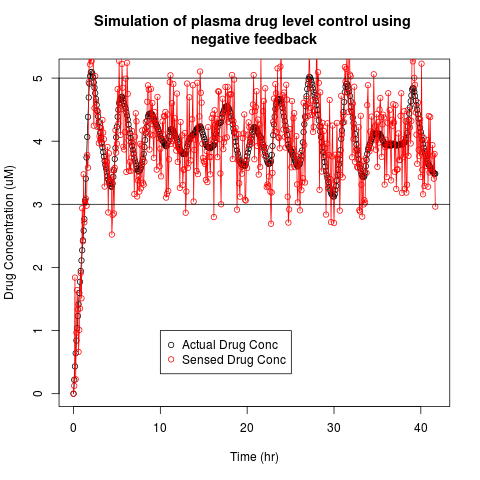 Simulation of plasma drug level control using
negative feedback
Drug Concentration (uM)
5
4
3
2
1
0
Actual Drug Conc
Sensed Drug Conc
0 10 20 30 40
Time (hr)